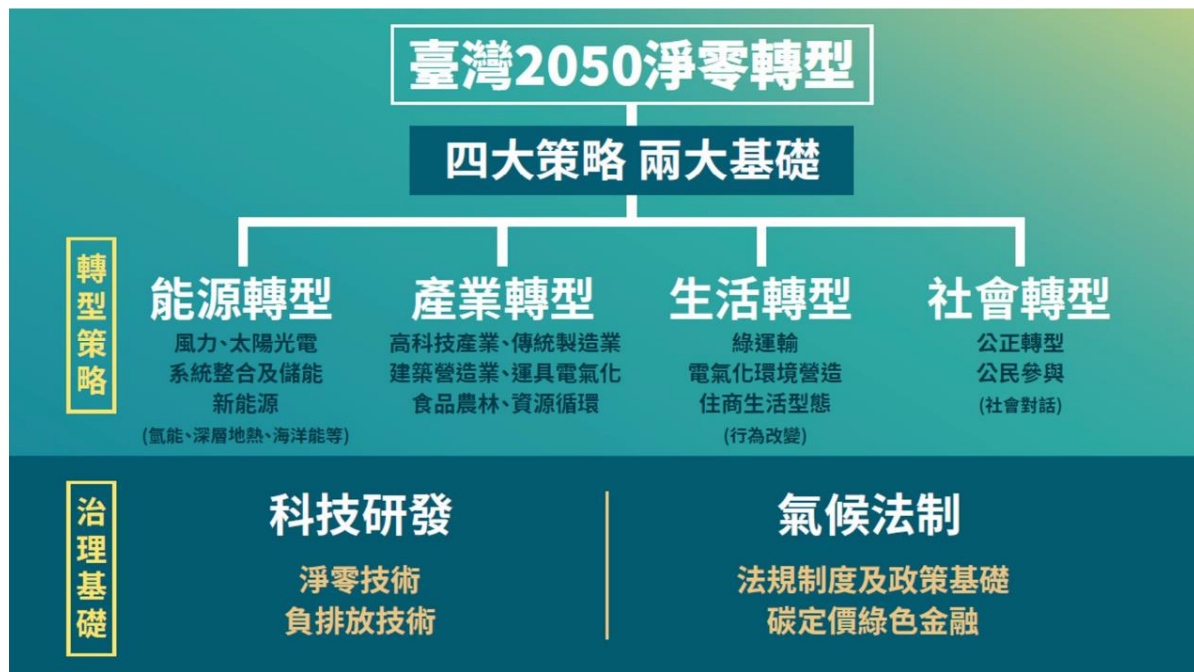 臺灣2050淨零轉型
四大策略 兩大基礎
轉型策略
能源轉型
風力、太陽光電
系統整合及儲能
新能源
(氫能、深層地熱、海洋能等)
產業轉型
高科技產業、傳統製造業
建築營造業、運具電氣化
食品農林、資源循環
生活轉型
綠運輸
電氣化環境營造
住商生活型態
(行為改變)
社會轉型
公正轉型
公民參與
(社會對話)
治理基礎
科技研發
淨零技術
負排放技術
氣候法制
法規制度及政策基礎
碳定價綠色金融